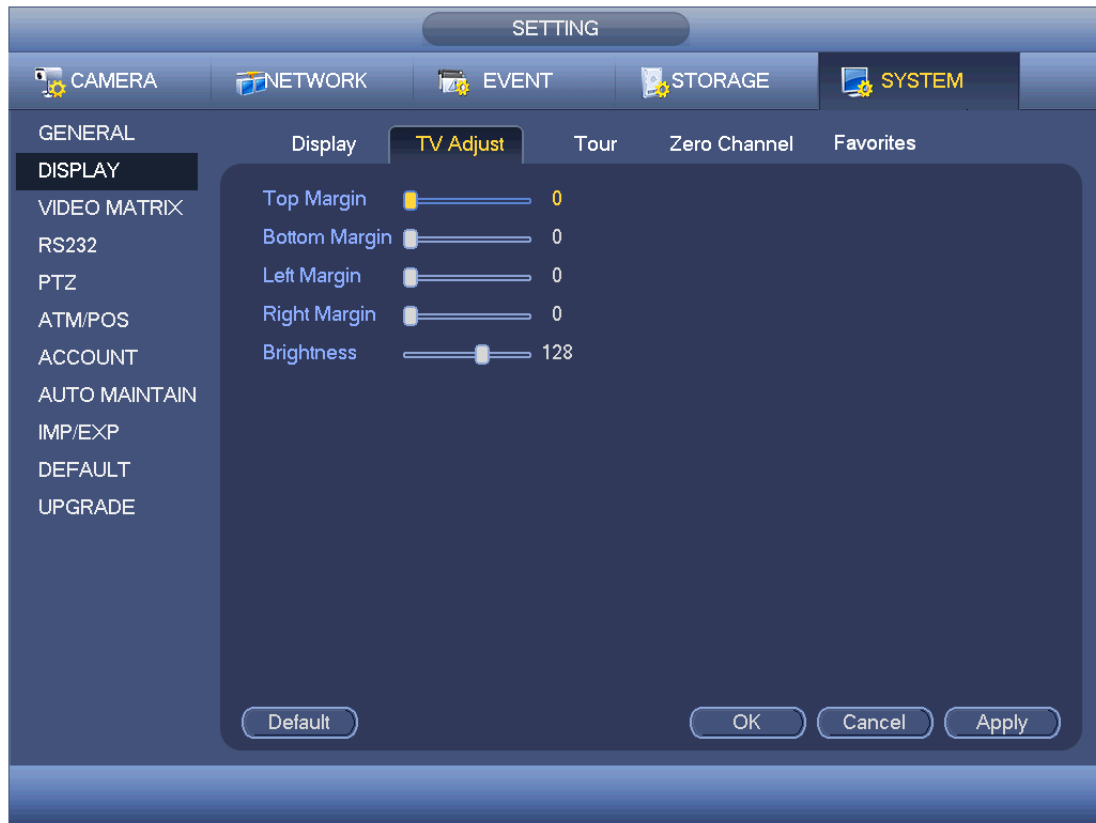 SETTING
CAMERA NETWORK EVENT STORAGE SYSTEM
GENERAL
DISPLAY
VIDEO MATRIX
RS232
PTZ
ATM/POS
ACCOUNT
AUTO MAINTAIN
IMP/EXP
DEFAULT
UPGRADE
Display TV Adjust Tour Zero Channel Favorites
Top Margin 0
Bottom Margin 0
Left Margin 0
Right Margin 0
Brightness 128
Default OK Cancel Apply